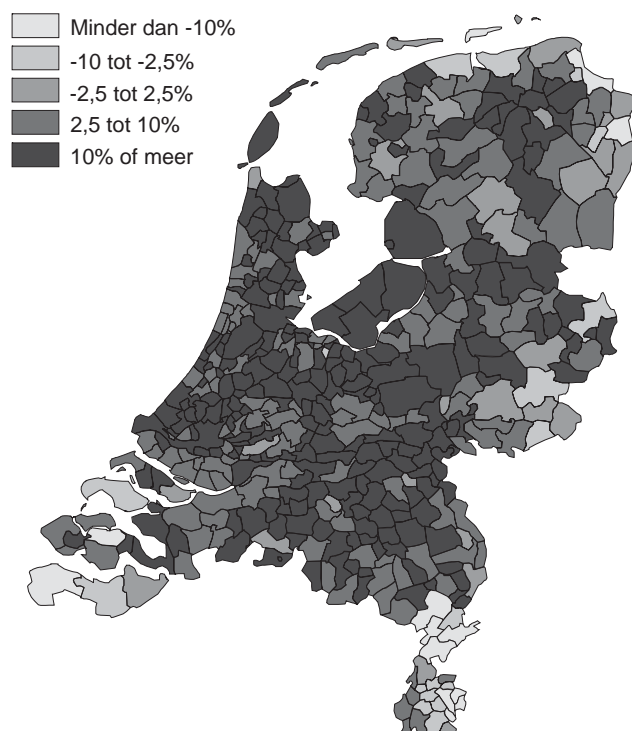 Minder dan -10%
-10 tot -2,5%
-2,5 tot 2,5%
2,5 tot 10%
10% of meer